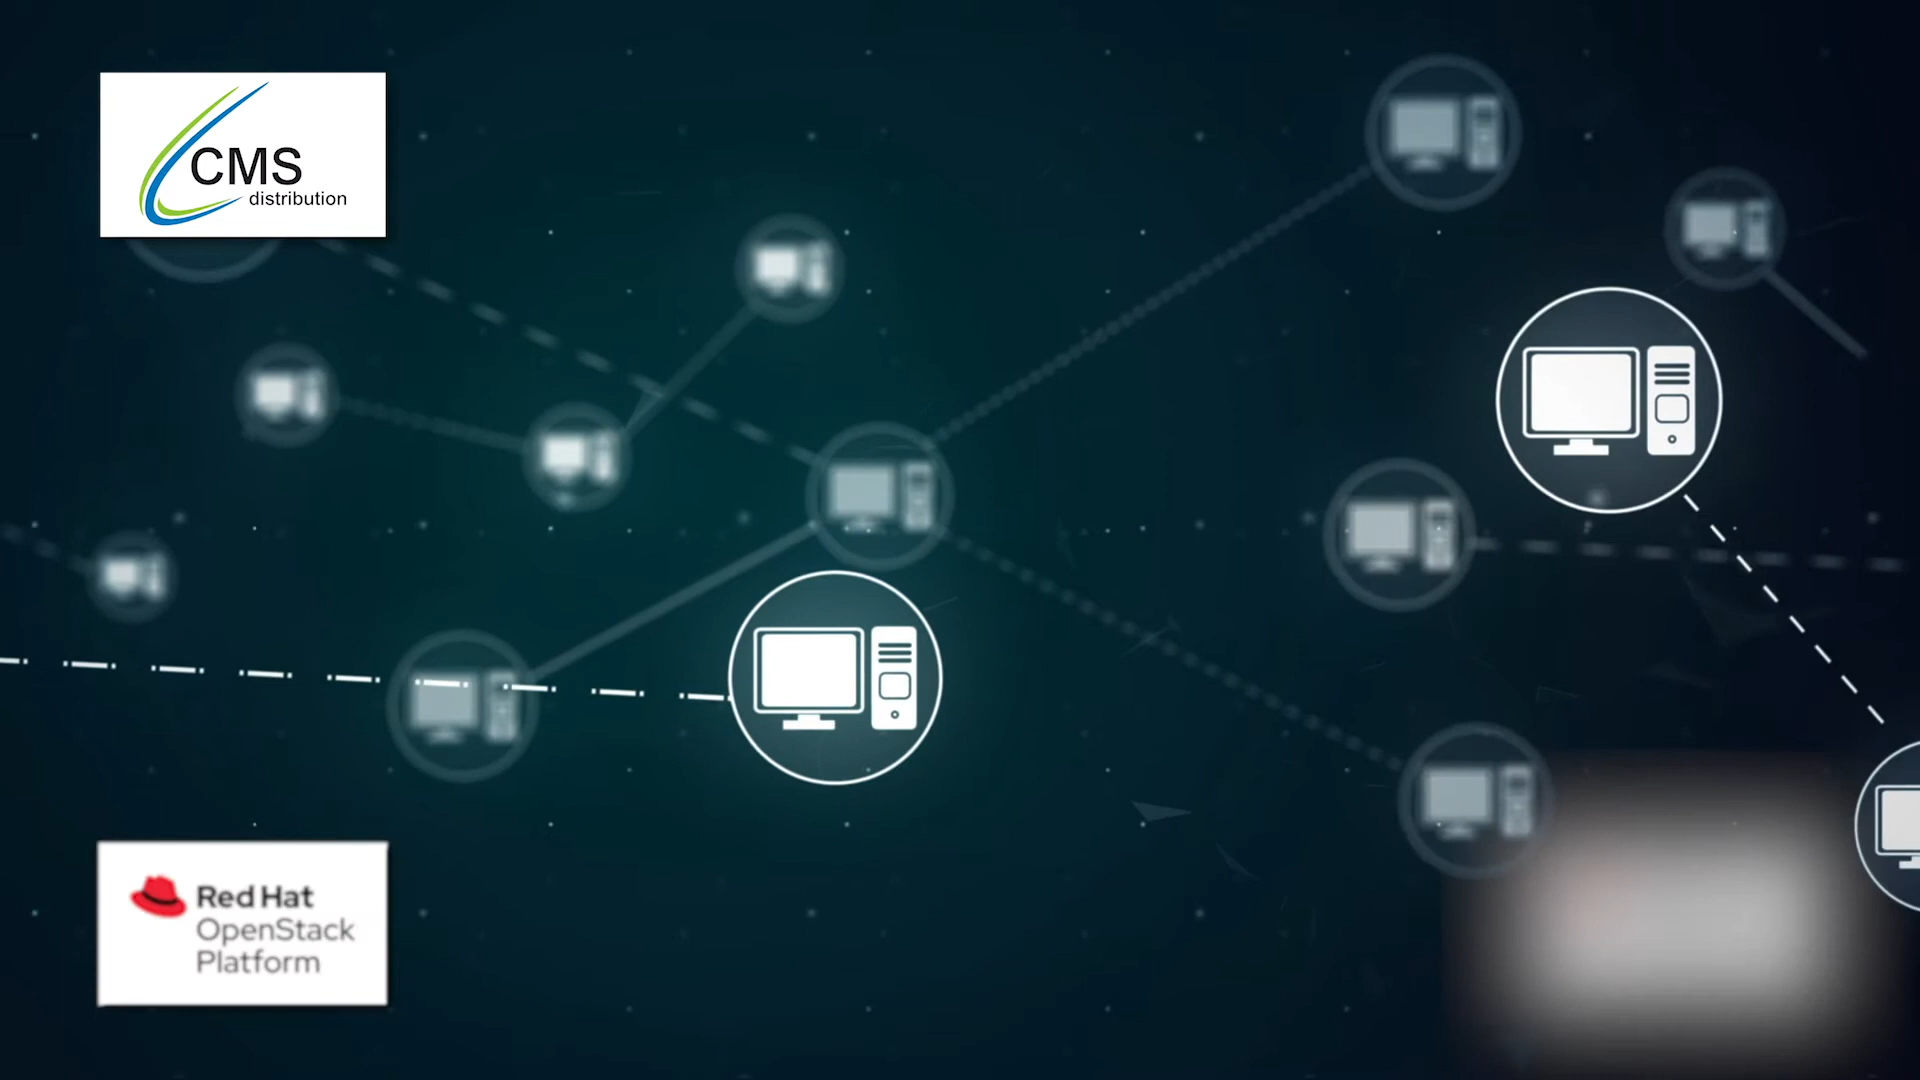 CMS
distribution
Red Hat
OpenStack
Platform